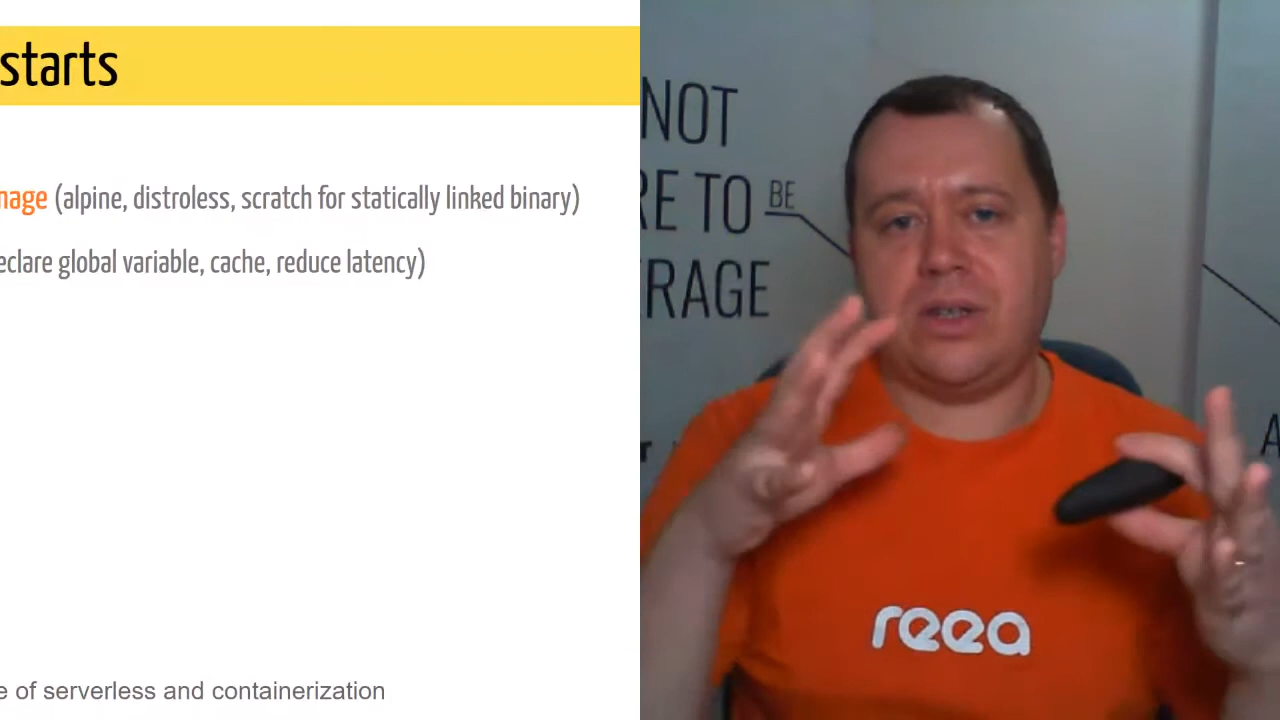 starts
nage (alpine, distroless, scratch for statically linked binary)
eclare global variable, cache, reduce latency)
e of serverless and containerization
NOT
RE TO BE
RAGE
reea
A